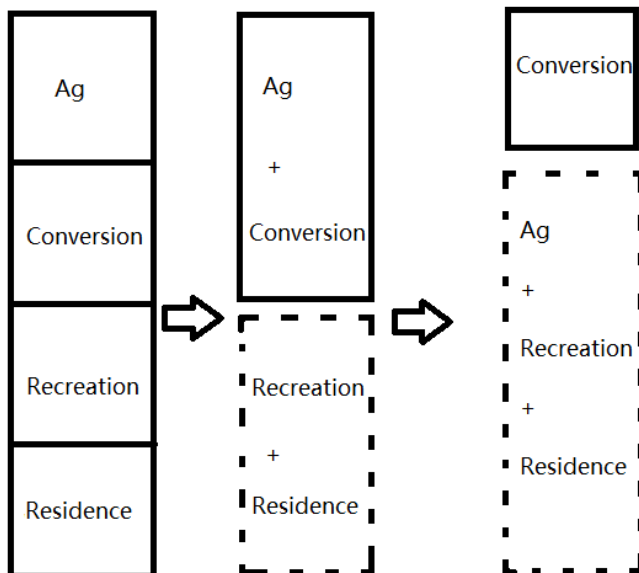 Ag
Conversion
Recreation
Residence
Ag
+
Conversion
Recreation
+
Residence
Conversion
Ag
+
Recreation
+
Residence